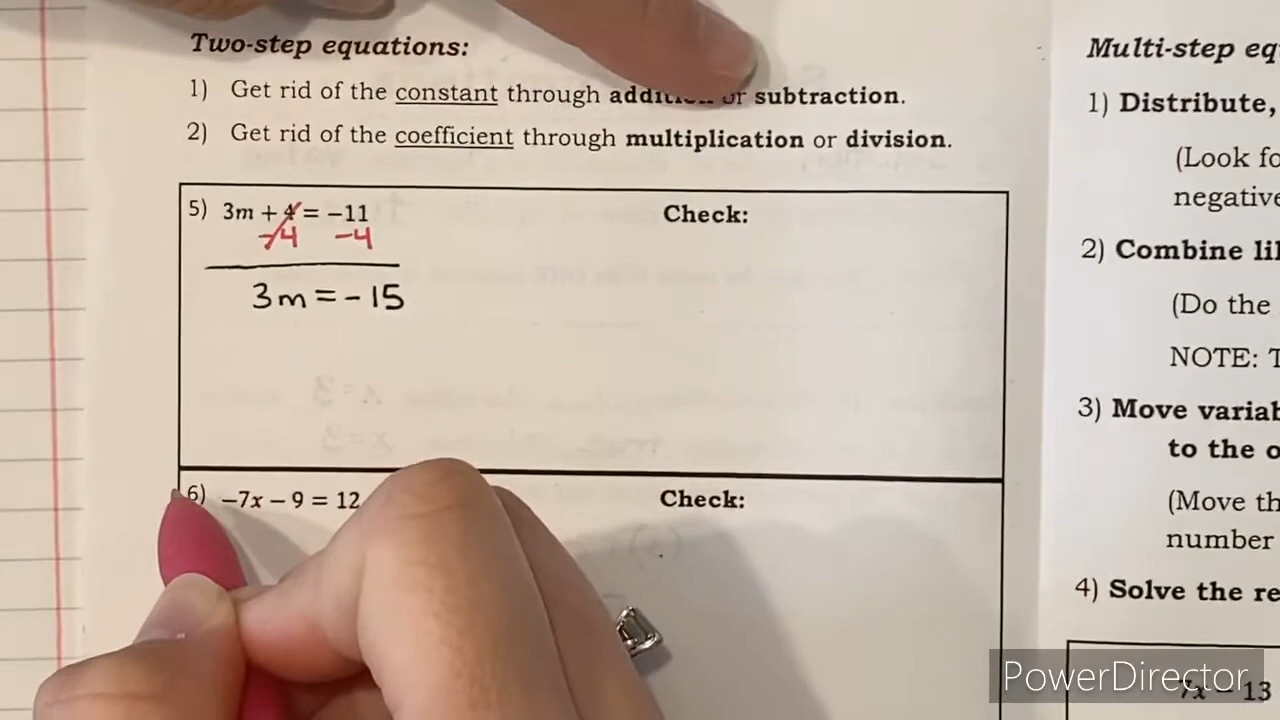 Two-step equations:
1) Get rid of the constant through addition or subtraction.
2) Get rid of the coefficient through multiplication or division.
5) 3m + 4 = −11
-4 -4
3m = -15
Check:
6) −7x − 9 = 12
Check:
Multi-step eq
1) Distribute,
(Look fo
negative
2) Combine lil
(Do the
NOTE: T
3) Move variab
to the o
(Move th
number
4) Solve the re
7x − 13
PowerDirector